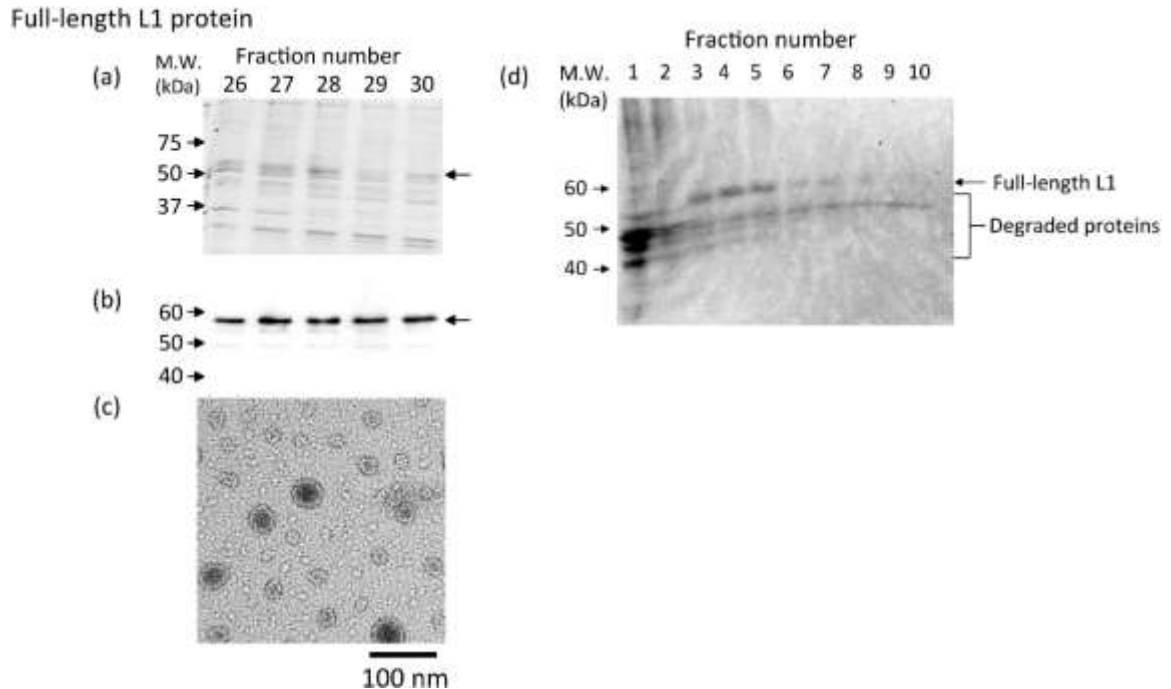 Full-length L1 protein
(a)
M.W.
(kDa)
Fraction number
26 27 28 29 30
75
50
37
(b)
60
50
40
(c)
100 nm
(d)
M.W.
(kDa)
Fraction number
1 2 3 4 5 6 7 8 9 10
60
50
40
Full-length L1
Degraded proteins